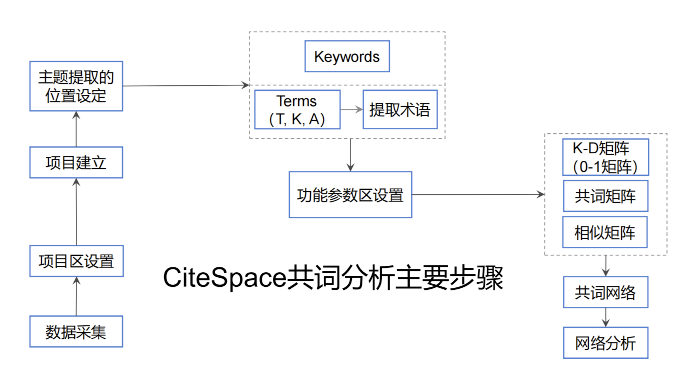 Keywords
主题提取的
位置设定
Terms
（T, K, A）
提取术语
项目建立
K-D矩阵
（0-1矩阵）
功能参数区设置
共词矩阵
相似矩阵
项目区设置
CiteSpace共词分析主要步骤
共词网络
数据采集
网络分析